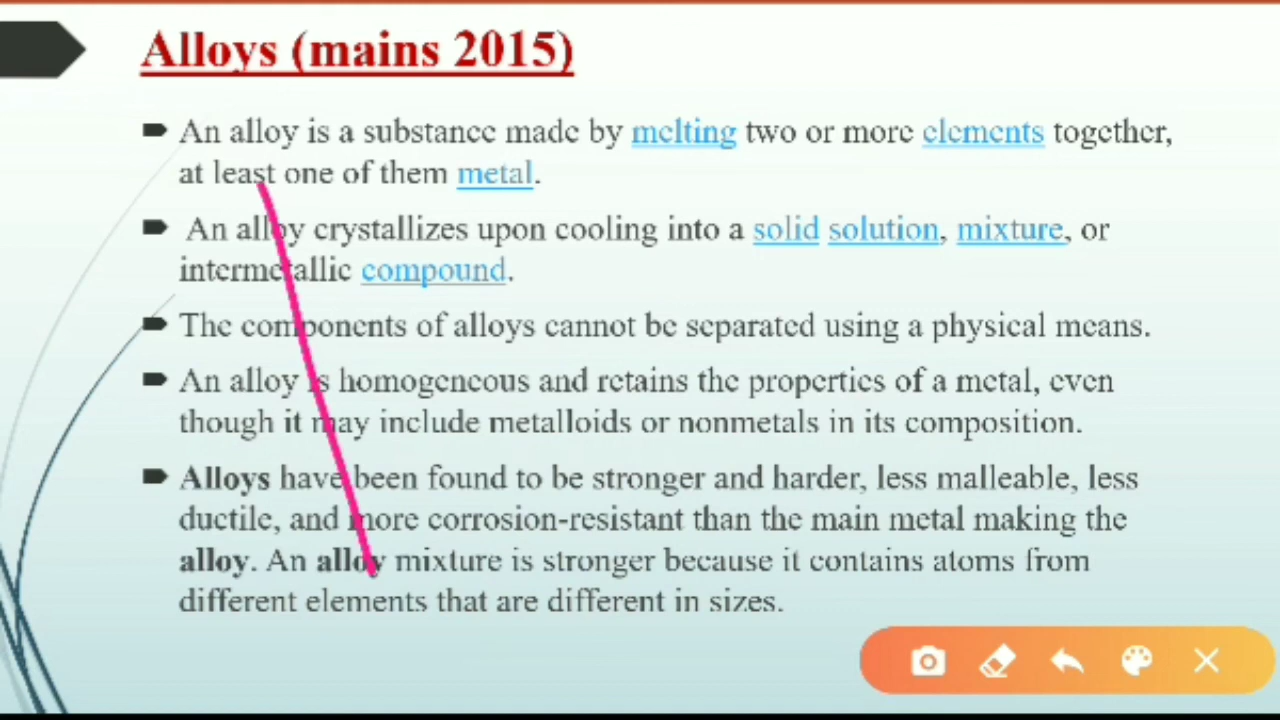 Alloys (mains 2015)
An alloy is a substance made by melting two or more elements together,
at least one of them metal.
An alloy crystallizes upon cooling into a solid solution, mixture, or
intermetallic compound.
The components of alloys cannot be separated using a physical means.
An alloy is homogeneous and retains the properties of a metal, even
though it may include metalloids or nonmetals in its composition.
Alloys have been found to be stronger and harder, less malleable, less
ductile, and more corrosion-resistant than the main metal making the
alloy. An alloy mixture is stronger because it contains atoms from
different elements that are different in sizes.